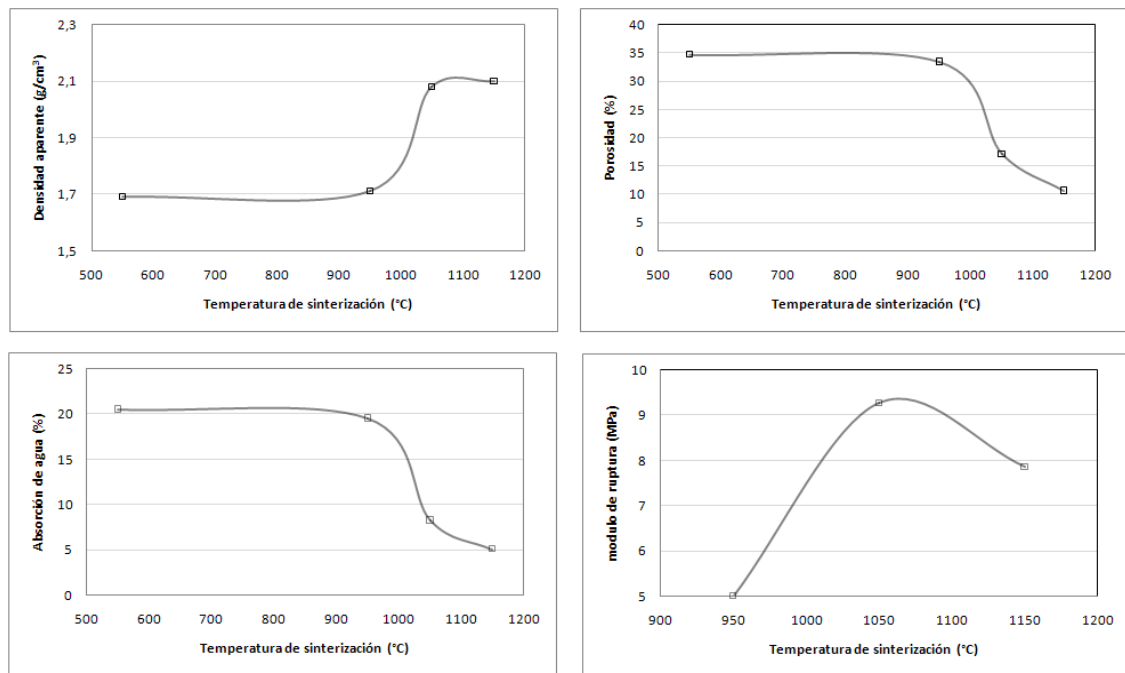 2,3
2,1
1,9
1,7
1,5
Densidad aparente (g/cm³)
500 600 700 800 900 1000 1100 1200
Temperatura de sinterización (°C)
40
35
30
25
20
15
10
5
0
Porosidad (%)
500 600 700 800 900 1000 1100 1200
Temperatura de sinterización (°C)
25
20
15
10
5
0
Absorción de agua (%)
500 600 700 800 900 1000 1100 1200
Temperatura de sinterización (°C)
10
9
8
7
6
5
modulo de ruptura (MPa)
900 950 1000 1050 1100 1150 1200
Temperatura de sinterización (°C)